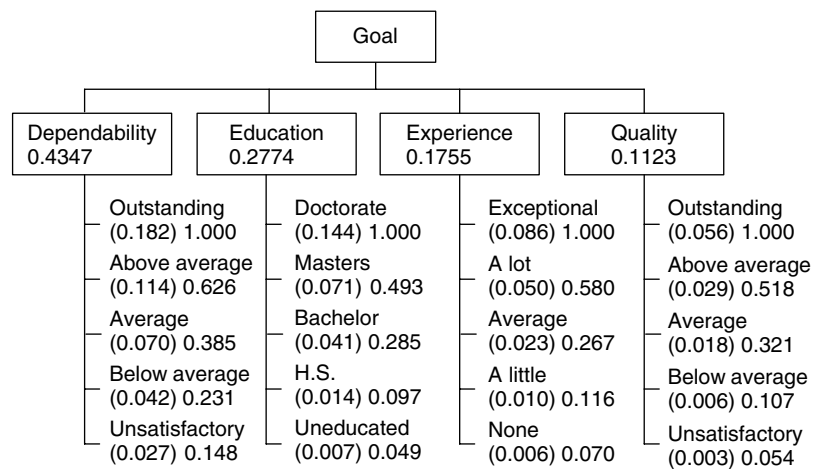 Goal
Dependability
0.4347
Education
0.2774
Experience
0.1755
Quality
0.1123
Outstanding
(0.182) 1.000
Above average
(0.114) 0.626
Average
(0.070) 0.385
Below average
(0.042) 0.231
Unsatisfactory
(0.027) 0.148
Doctorate
(0.144) 1.000
Masters
(0.071) 0.493
Bachelor
(0.041) 0.285
H.S.
(0.014) 0.097
Uneducated
(0.007) 0.049
Exceptional
(0.086) 1.000
A lot
(0.050) 0.580
Average
(0.023) 0.267
A little
(0.010) 0.116
None
(0.006) 0.070
Outstanding
(0.056) 1.000
Above average
(0.029) 0.518
Average
(0.018) 0.321
Below average
(0.006) 0.107
Unsatisfactory
(0.003) 0.054